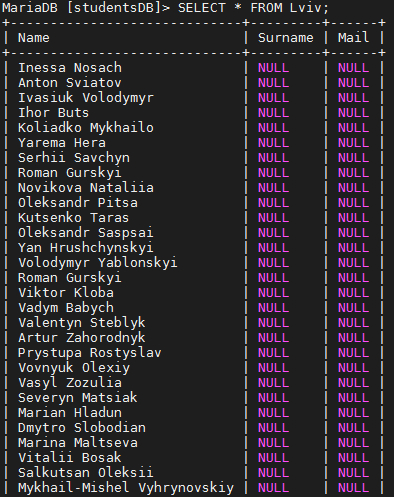 MariaDB [studentsDB]> SELECT * FROM Lviv;
+---------------------------+---------+------+
| Name | Surname | Mail |
+---------------------------+---------+------+
| Inessa Nosach | NULL | NULL |
| Anton Sviatov | NULL | NULL |
| Ivasiuk Volodymyr | NULL | NULL |
| Ihor Buts | NULL | NULL |
| Koliadko Mykhailo | NULL | NULL |
| Yarema Hera | NULL | NULL |
| Serhii Savchyn | NULL | NULL |
| Roman Gurskyi | NULL | NULL |
| Novikova Nataliia | NULL | NULL |
| Oleksandr Pitsa | NULL | NULL |
| Kutsenko Taras | NULL | NULL |
| Oleksandr Saspsai | NULL | NULL |
| Yan Hrushchynskyi | NULL | NULL |
| Volodymyr Yablonskyi | NULL | NULL |
| Roman Gurskyi | NULL | NULL |
| Viktor Kloba | NULL | NULL |
| Vadym Babych | NULL | NULL |
| Valentyn Steblyk | NULL | NULL |
| Artur Zahorodnyk | NULL | NULL |
| Prystupa Rostyslav | NULL | NULL |
| Vovnyuk Olexiy | NULL | NULL |
| Vasyl Zozulia | NULL | NULL |
| Severyn Matsiak | NULL | NULL |
| Marian Hladun | NULL | NULL |
| Dmytro Slobodian | NULL | NULL |
| Marina Maltseva | NULL | NULL |
| Vitalii Bosak | NULL | NULL |
| Salkutsan Oleksii | NULL | NULL |
| Mykhail-Mishel Vyhrynovskiy | NULL | NULL |